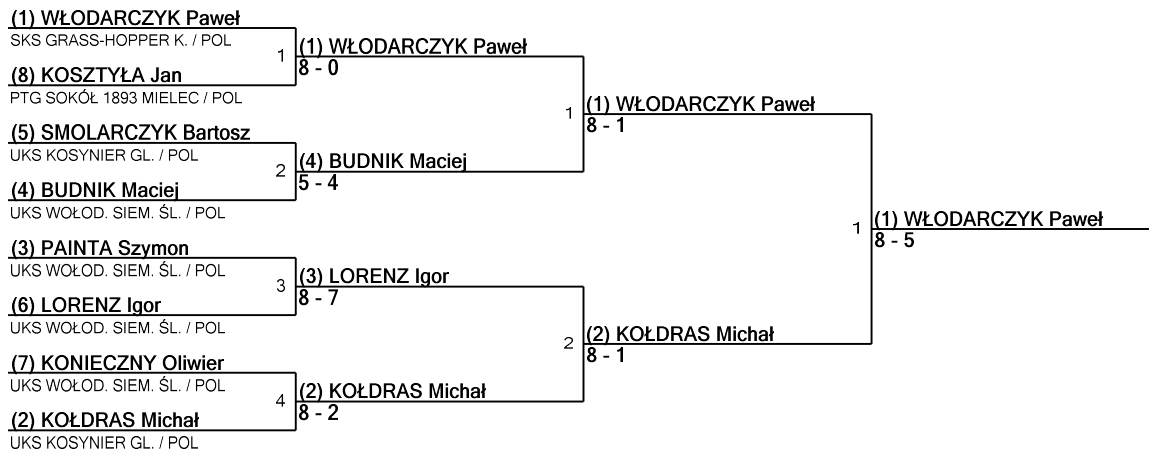 (1) WŁODARCZYK Paweł
SKS GRASS-HOPPER K. / POL
(8) KOSZTYŁA Jan
PTG SOKÓŁ 1893 MIELEC / POL
(5) SMOLARCZYK Bartosz
UKS KOSYNIER GL. / POL
(4) BUDNIK Maciej
UKS WOŁOD. SIEM. ŚL. / POL
(3) PAINTA Szymon
UKS WOŁOD. SIEM. ŚL. / POL
(6) LORENZ Igor
UKS WOŁOD. SIEM. ŚL. / POL
(7) KONIECZNY Oliwier
UKS WOŁOD. SIEM. ŚL. / POL
(2) KOŁDRAS Michał
UKS KOSYNIER GL. / POL
1
(1) WŁODARCZYK Paweł
8 - 0
2
(4) BUDNIK Maciej
5 - 4
3
(3) LORENZ Igor
8 - 7
4
(2) KOŁDRAS Michał
8 - 2
1
(1) WŁODARCZYK Paweł
8 - 1
2
(2) KOŁDRAS Michał
8 - 1
1
(1) WŁODARCZYK Paweł
8 - 5